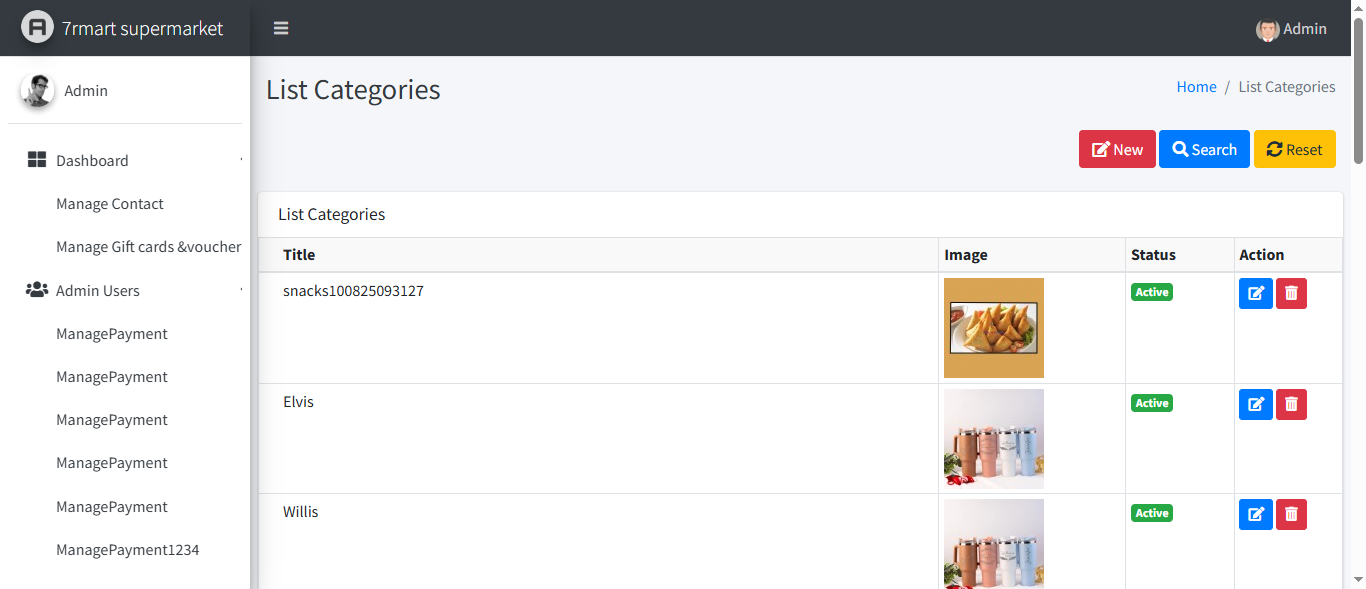 7rmart supermarket
Admin
Admin
Dashboard
Manage Contact
Manage Gift cards &voucher
Admin Users
ManagePayment
ManagePayment
ManagePayment
ManagePayment
ManagePayment
ManagePayment1234
List Categories
Home / List Categories
New Search Reset
List Categories
Title Image Status Action
snacks100825093127 Active
Elvis Active
Willis Active